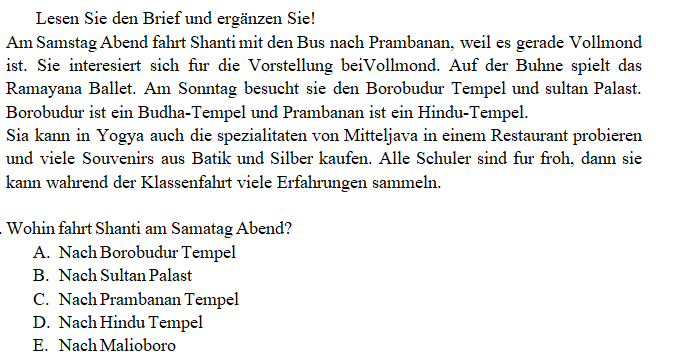 Lesen Sie den Brief und ergänzen Sie!
Am Samstag Abend fahrt Shanti mit den Bus nach Prambanan, weil es gerade Vollmond
ist. Sie interesiert sich fur die Vorstellung beiVollmond. Auf der Buhne spielt das
Ramayana Ballet. Am Sonntag besucht sie den Borobudur Tempel und sultan Palast.
Borobudur ist ein Budha-Tempel und Prambanan ist ein Hindu-Tempel.
Sia kann in Yogya auch die spezialitaten von Mitteljava in einem Restaurant probieren
und viele Souvenirs aus Batik und Silber kaufen. Alle Schuler sind fur froh, dann sie
kann wahrend der Klassenfahrt viele Erfahrungen sammeln.
. Wohin fahrt Shanti am Samatag Abend?
A. Nach Borobudur Tempel
B. Nach Sultan Palast
C. Nach Prambanan Tempel
D. Nach Hindu Tempel
E. Nach Malioboro